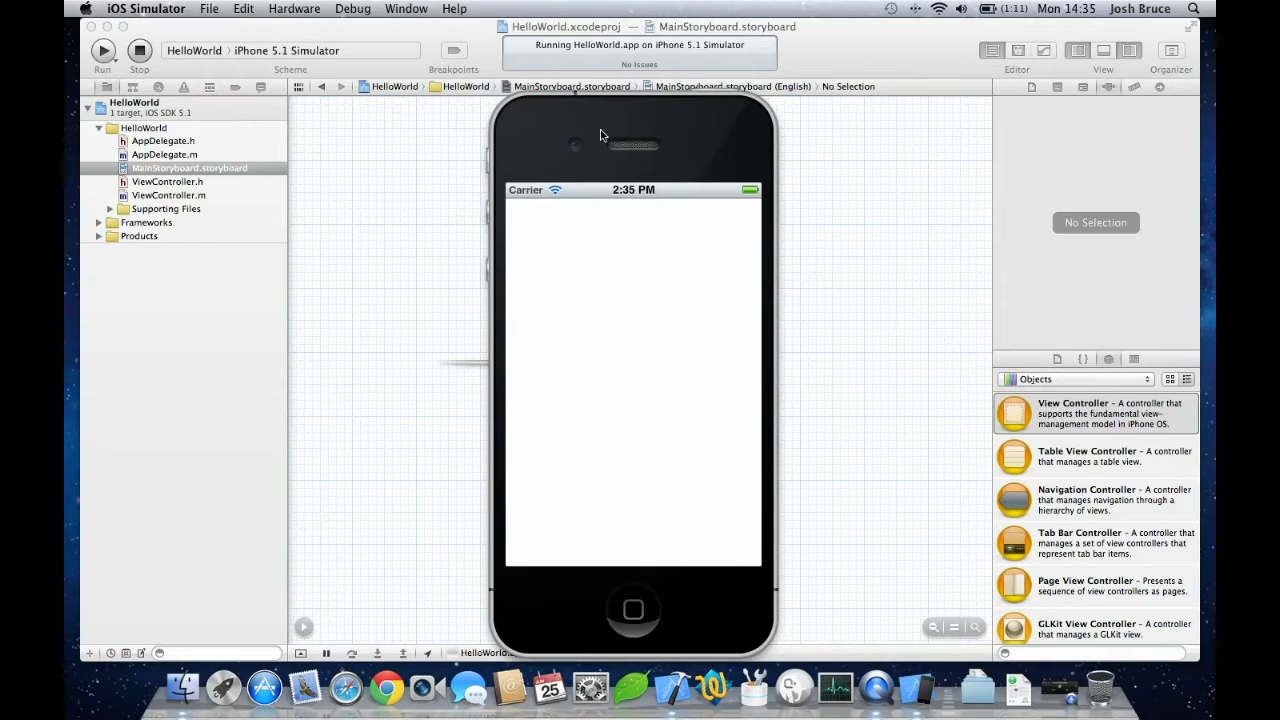 iOS Simulator File Edit Hardware Debug Window Help (1:11) Mon 14:35 Josh Bruce
HelloWorld.xcodeproj — MainStoryboard.storyboard
HelloWorld iPhone 5.1 Simulator
Running HelloWorld.app on iPhone 5.1 Simulator
No Issues
Run Stop Scheme Breakpoints Editor View Organizer
HelloWorld HelloWorld MainStoryboard.storyboard MainStoryboard.storyboard (English) No Selection
HelloWorld
1 target, iOS SDK 5.1
HelloWorld
AppDelegate.h
AppDelegate.m
MainStoryboard.storyboard
ViewController.h
ViewController.m
Supporting Files
Frameworks
Products
Carrier 2:35 PM
No Selection
Objects
View Controller – A controller that
supports the fundamental view-
management model in iPhone OS.
Table View Controller – A controller
that manages a table view.
Navigation Controller – A controller
that manages navigation through a
hierarchy of views.
Tab Bar Controller – A controller that
manages a set of view controllers that
represent tab bar items.
Page View Controller – Presents a
sequence of view controllers as pages.
GLKit View Controller – A controller
that manages a GLKit view.
JUN
25